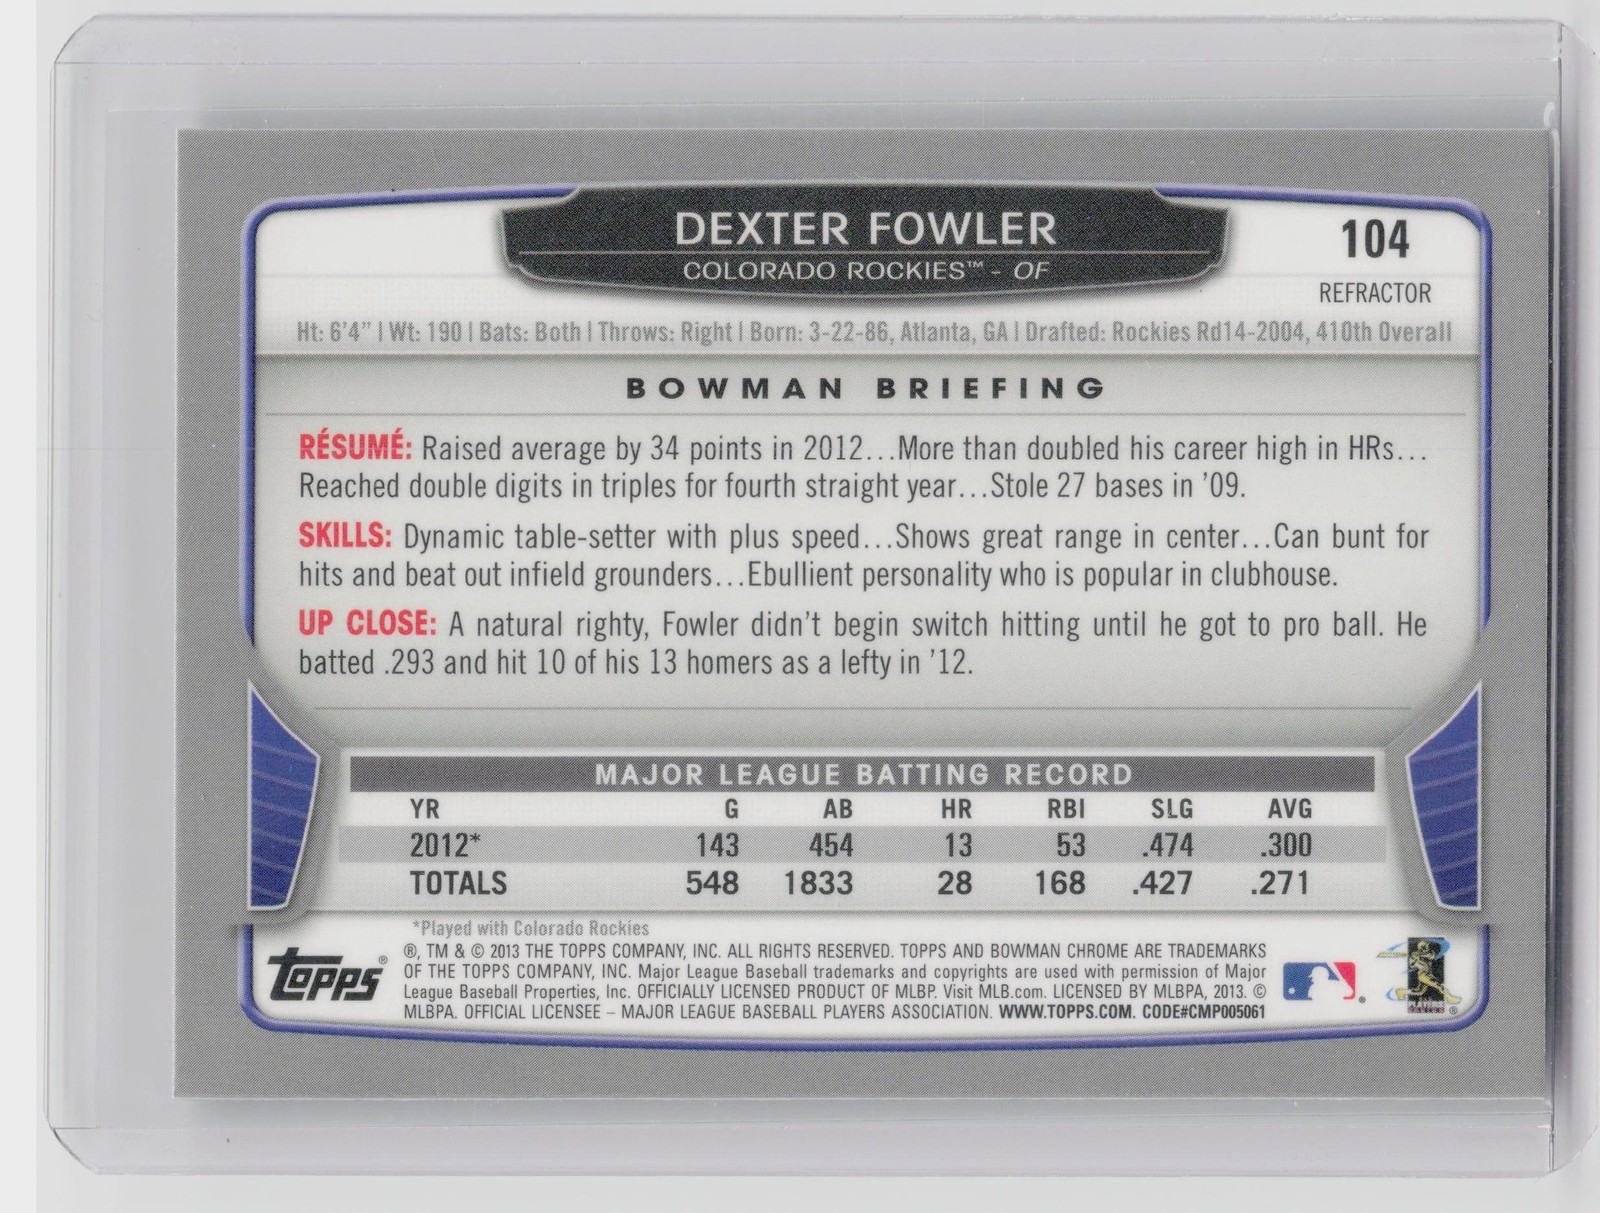 DEXTER FOWLER
COLORADO ROCKIES™ - OF
104
REFRACTOR
Ht: 6'4" | Wt: 190 | Bats: Both | Throws: Right | Born: 3-22-86, Atlanta, GA | Drafted: Rockies Rd14-2004, 410th Overall
BOWMAN BRIEFING
RÉSUMÉ: Raised average by 34 points in 2012...More than doubled his career high in HRs...
Reached double digits in triples for fourth straight year...Stole 27 bases in '09.
SKILLS: Dynamic table-setter with plus speed...Shows great range in center...Can bunt for
hits and beat out infield grounders...Ebullient personality who is popular in clubhouse.
UP CLOSE: A natural righty, Fowler didn't begin switch hitting until he got to pro ball. He
batted .293 and hit 10 of his 13 homers as a lefty in '12.
MAJOR LEAGUE BATTING RECORD
YR G AB HR RBI SLG AVG
2012* 143 454 13 53 .474 .300
TOTALS 548 1833 28 168 .427 .271
*Played with Colorado Rockies
®, TM & © 2013 THE TOPPS COMPANY, INC. ALL RIGHTS RESERVED. TOPPS AND BOWMAN CHROME ARE TRADEMARKS
OF THE TOPPS COMPANY, INC. Major League Baseball trademarks and copyrights are used with permission of Major
League Baseball Properties, Inc. OFFICIALLY LICENSED PRODUCT OF MLBP. Visit MLB.com. LICENSED BY MLBPA, 2013. ©
MLBPA. OFFICIAL LICENSEE – MAJOR LEAGUE BASEBALL PLAYERS ASSOCIATION. WWW.TOPPS.COM. CODE#CMP005061
Topps®
®
PLAYERS
®